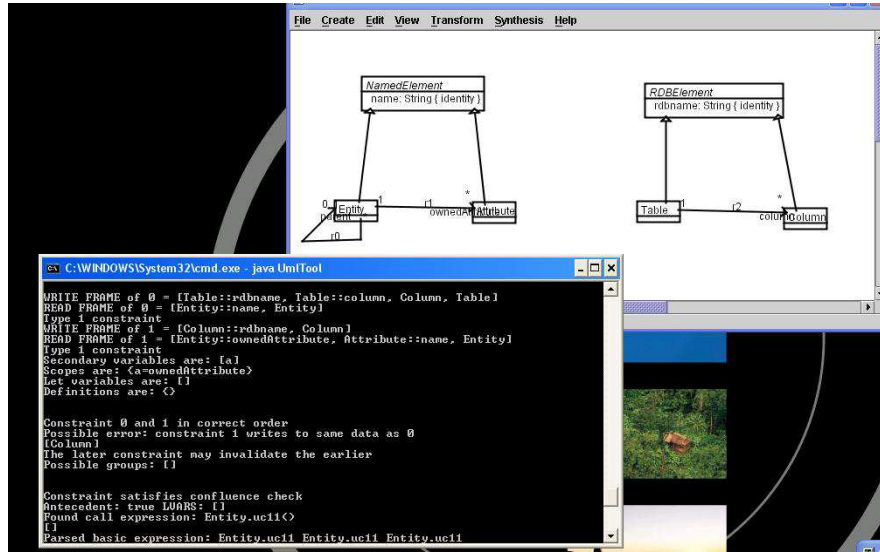 File Create Edit View Transform Synthesis Help
NamedElement
name: String { identity }
RDBElement
rdbname: String { identity }
0..
Entity
1
r1
*
ownedAttribute
Attribute
parent
r0
Table
1
r2
*
column
Column
C:\WINDOWS\System32\cmd.exe - java UmlTool
WRITE FRAME of 0 = [Table::rdbname, Table::column, Column, Table]
READ FRAME of 0 = [Entity::name, Entity]
Type 1 constraint
WRITE FRAME of 1 = [Column::rdbname, Column]
READ FRAME of 1 = [Entity::ownedAttribute, Attribute::name, Entity]
Type 1 constraint
Secondary variables are: [a]
Scopes are: {a=ownedAttribute}
Let variables are: []
Definitions are: {}
Constraint 0 and 1 in correct order
Possible error: constraint 1 writes to same data as 0
[Column]
The later constraint may invalidate the earlier
Possible groups: []
Constraint satisfies confluence check
Antecedent: true LVARS: []
Found call expression: Entity.uc11()
[]
Parsed basic expression: Entity.uc11 Entity.uc11 Entity.uc11